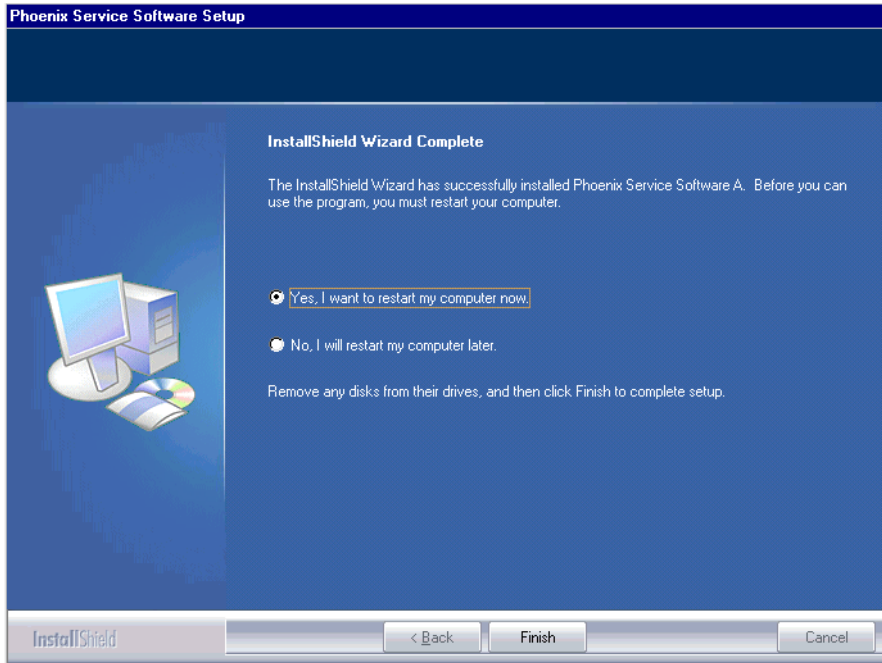 Phoenix Service Software Setup
InstallShield Wizard Complete
The InstallShield Wizard has successfully installed Phoenix Service Software A.  Before you can
use the program, you must restart your computer.
Yes, I want to restart my computer now.
No, I will restart my computer later.
Remove any disks from their drives, and then click Finish to complete setup.
InstallShield
< Back
Finish
Cancel